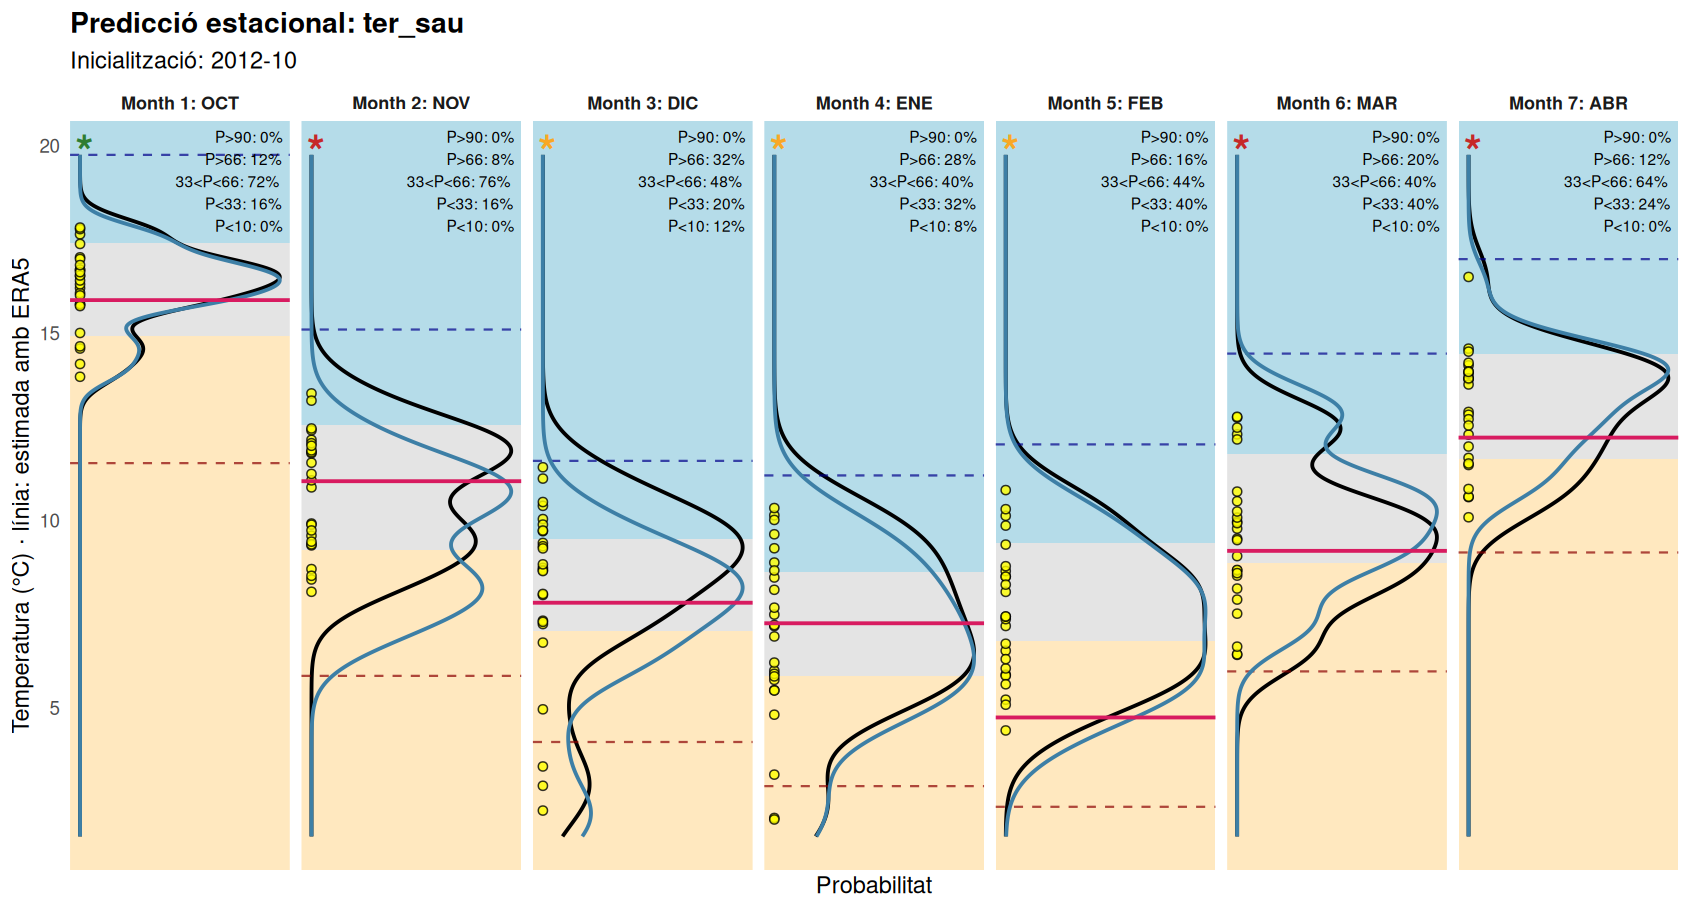 Predicció estacional: ter_sau
Inicialització: 2012-10
Month 1: OCT
Month 2: NOV
Month 3: DIC
Month 4: ENE
Month 5: FEB
Month 6: MAR
Month 7: ABR
P>90: 0%
P>66: 12%
33<P<66: 72%
P<33: 16%
P<10: 0%
P>90: 0%
P>66: 8%
33<P<66: 76%
P<33: 16%
P<10: 0%
P>90: 0%
P>66: 32%
33<P<66: 48%
P<33: 20%
P<10: 12%
P>90: 0%
P>66: 28%
33<P<66: 40%
P<33: 32%
P<10: 8%
P>90: 0%
P>66: 16%
33<P<66: 44%
P<33: 40%
P<10: 0%
P>90: 0%
P>66: 20%
33<P<66: 40%
P<33: 40%
P<10: 0%
P>90: 0%
P>66: 12%
33<P<66: 64%
P<33: 24%
P<10: 0%
20
15
10
5
Temperatura (°C) · línia: estimada amb ERA5
Probabilitat